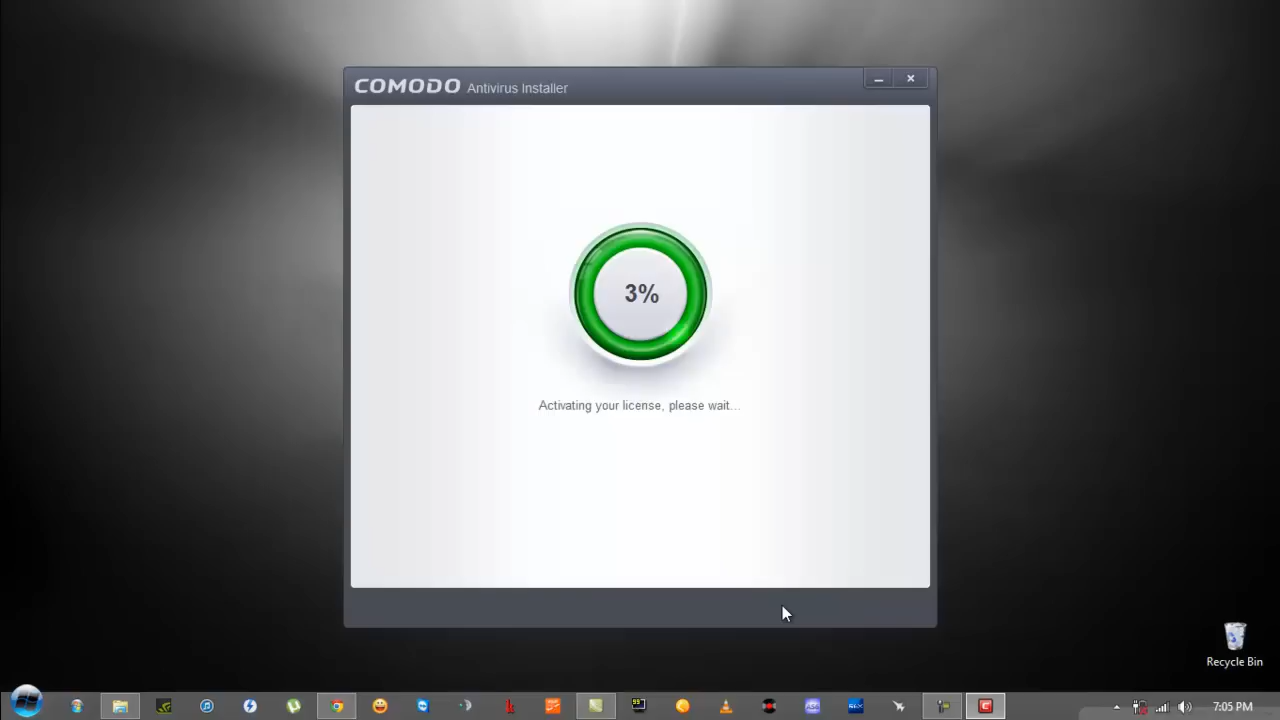 COMODO Antivirus Installer
3%
Activating your license, please wait...
Recycle Bin
7:05 PM